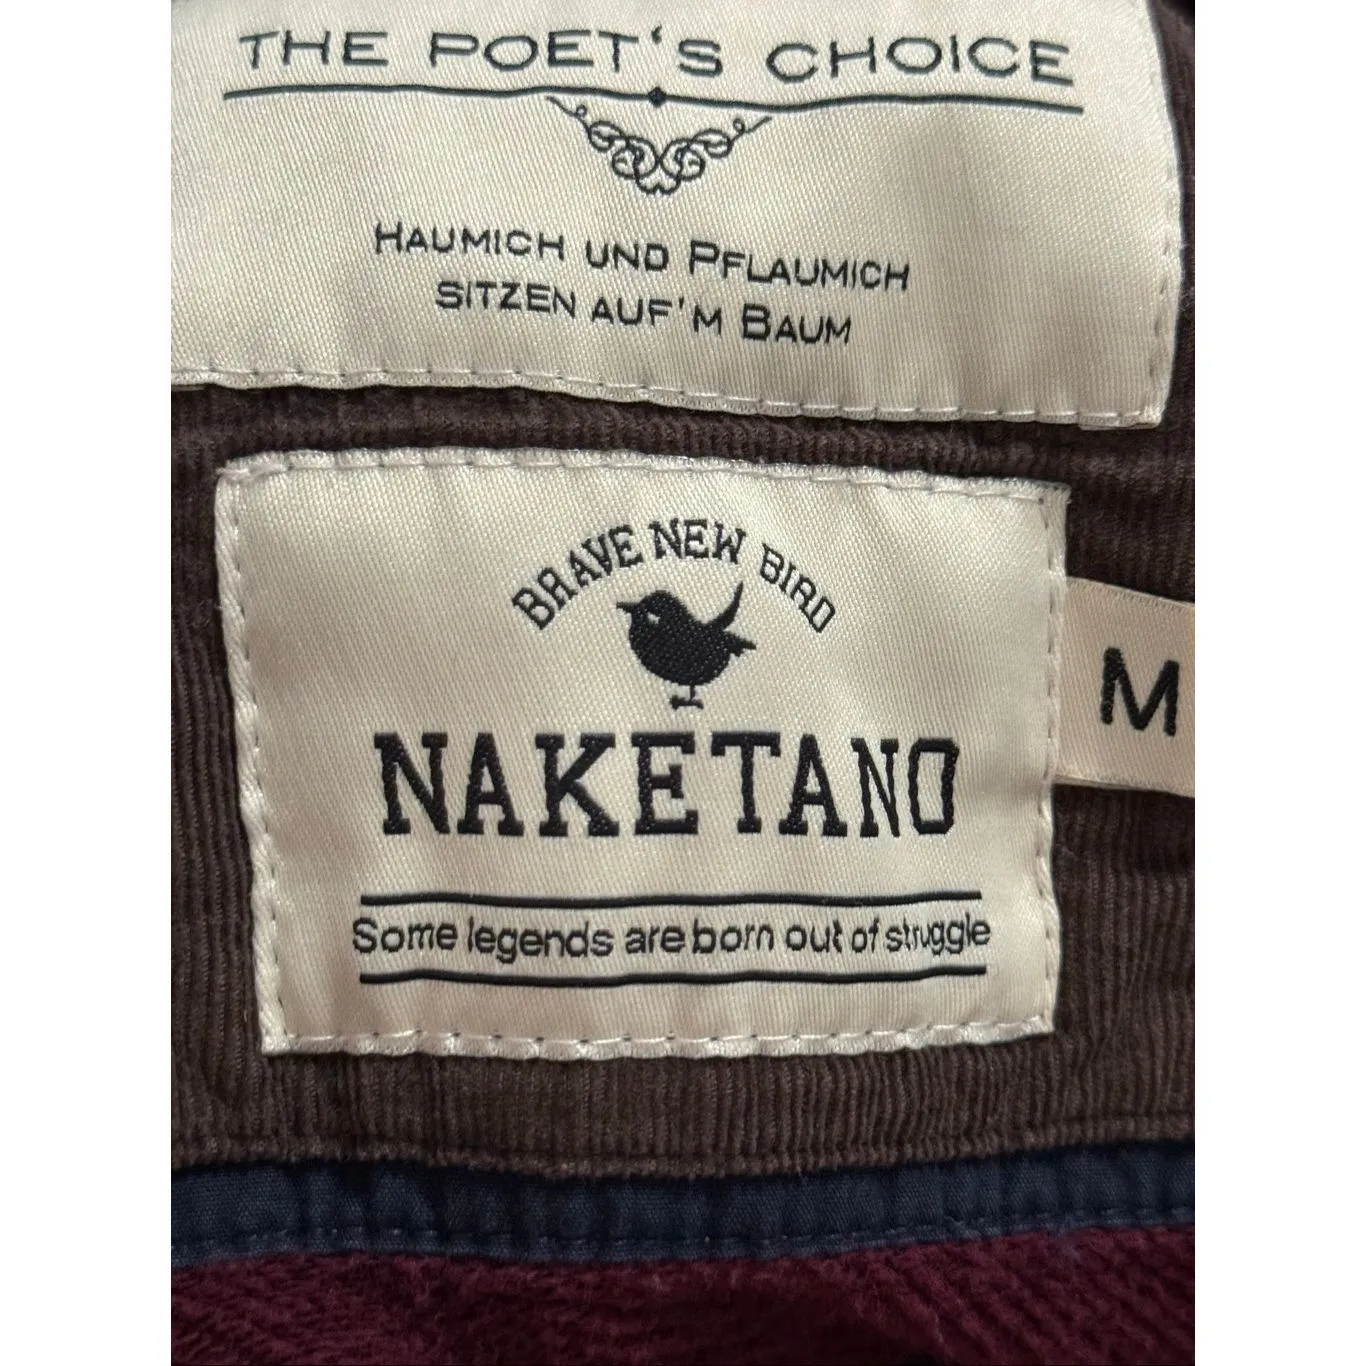 THE POET‘S CHOICE
HAUMICH UND PFLAUMICH
SITZEN AUF'M BAUM
BRAVE NEW BIRD
NAKETANO
M
Some legends are born out of struggle